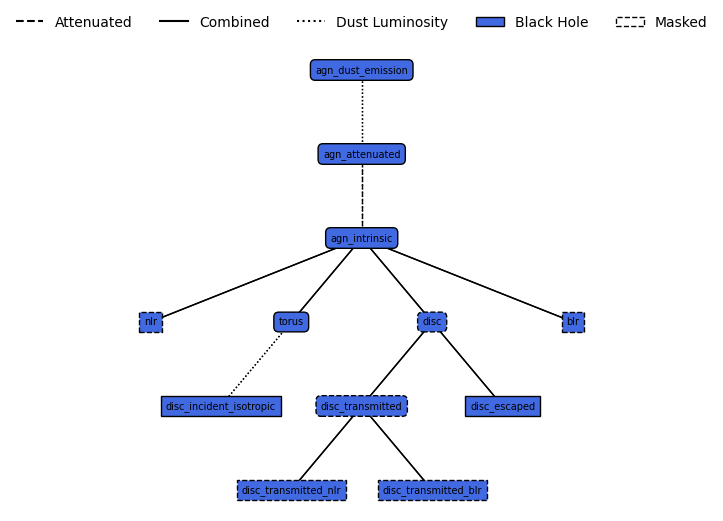 Attenuated Combined Dust Luminosity Black Hole Masked
agn_dust_emission
agn_attenuated
agn_intrinsic
nlr torus disc blr
disc_incident_isotropic disc_transmitted disc_escaped
disc_transmitted_nlr disc_transmitted_blr